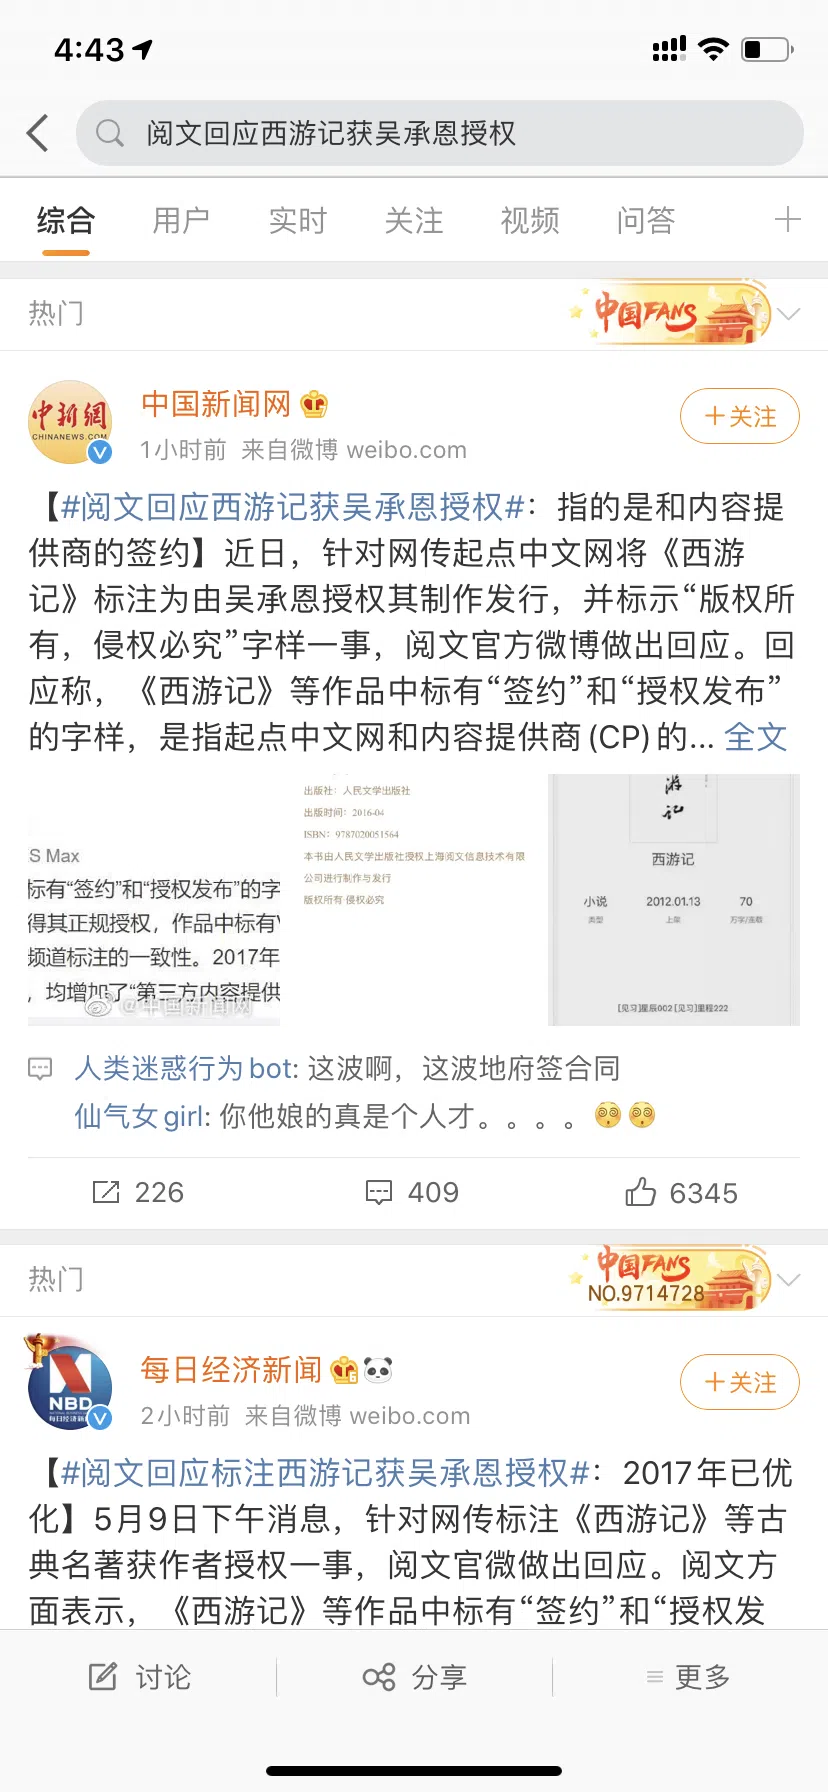 4:43
阅文回应西游记获吴承恩授权
综合 用户 实时 关注 视频 问答
热门
中国FANS
中新網
CHINANEWS.COM
中国新闻网
+关注
1小时前 来自微博 weibo.com
【#阅文回应西游记获吴承恩授权#：指的是和内容提
供商的签约】近日，针对网传起点中文网将《西游
记》标注为由吴承恩授权其制作发行，并标示“版权所
有，侵权必究”字样一事，阅文官方微博做出回应。回
应称，《西游记》等作品中标有“签约”和“授权发布”
的字样，是指起点中文网和内容提供商(CP)的... 全文
S Max
标有“签约”和“授权发布”的字
得其正规授权，作品中标有
频道标注的一致性。2017年
，均增加了“第三方内容提供
@中国新闻网
出版社：人民文学出版社
出版时间：2016-04
ISBN：9787020051564
本书由人民文学出版社授权上海阅文信息技术有限
公司进行制作与发行
版权所有 侵权必究
游记
西游记
小说 2012.01.13 70
类型 上架 万字/连载
[见习]星辰002 [见习]里程222
人类迷惑行为bot: 这波啊，这波地府签合同
仙气女girl: 你他娘的真是个人才。。。。
226 409 6345
热门
中国FANS
NO.9714728
NBD
每日经济新闻
每日经济新闻
+关注
2小时前 来自微博 weibo.com
【#阅文回应标注西游记获吴承恩授权#：2017年已优
化】5月9日下午消息，针对网传标注《西游记》等古
典名著获作者授权一事，阅文官微做出回应。阅文方
面表示，《西游记》等作品中标有“签约”和“授权发
讨论 分享 更多